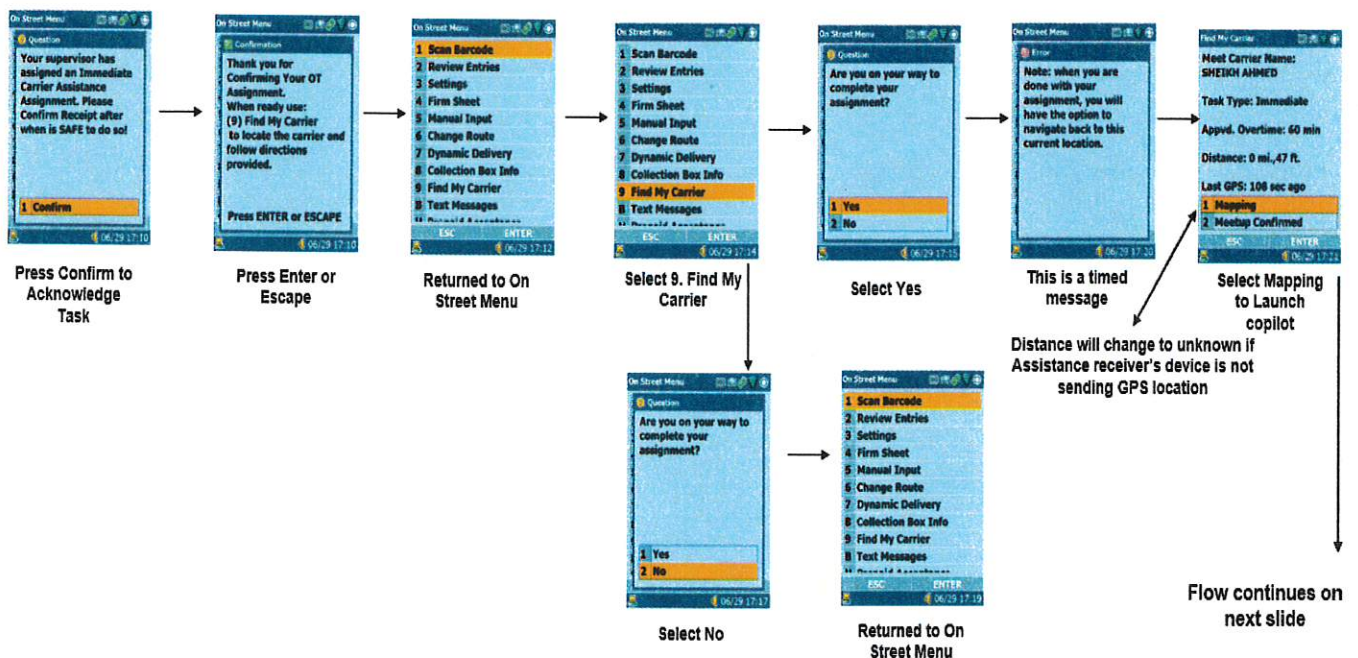 On Street Menu
Question
Your supervisor has
assigned an Immediate
Carrier Assistance
Assignment. Please
Confirm Receipt after
when is SAFE to do so!
1 Confirm
06/29 17:10
Press Confirm to
Acknowledge
Task
On Street Menu
Confirmation
Thank you for
Confirming Your OT
Assignment.
When ready use:
(9) Find My Carrier
to locate the carrier and
follow directions
provided.
Press ENTER or ESCAPE
06/29 17:10
Press Enter or
Escape
On Street Menu
1 Scan Barcode
2 Review Entries
3 Settings
4 Firm Sheet
5 Manual Input
6 Change Route
7 Dynamic Delivery
8 Collection Box Info
9 Find My Carrier
B Text Messages
ESC ENTER
06/29 17:12
Returned to On
Street Menu
On Street Menu
1 Scan Barcode
2 Review Entries
3 Settings
4 Firm Sheet
5 Manual Input
6 Change Route
7 Dynamic Delivery
8 Collection Box Info
9 Find My Carrier
B Text Messages
ESC ENTER
06/29 17:14
Select 9. Find My
Carrier
On Street Menu
Question
Are you on your way to
complete your
assignment?
1 Yes
2 No
06/29 17:15
Select Yes
On Street Menu
Error
Note: when you are
done with your
assignment, you will
have the option to
navigate back to this
current location.
06/29 17:20
This is a timed
message
Find My Carrier
Meet Carrier Name:
SHEIKH AHMED
Task Type: Immediate
Appvd. Overtime: 60 min
Distance: 0 mi.,47 ft.
Last GPS: 108 sec ago
1 Mapping
2 Meetup Confirmed
ESC ENTER
Select Mapping
to Launch
copilot
Distance will change to unknown if
Assistance receiver's device is not
sending GPS location
On Street Menu
Question
Are you on your way to
complete your
assignment?
1 Yes
2 No
06/29 17:17
Select No
On Street Menu
1 Scan Barcode
2 Review Entries
3 Settings
4 Firm Sheet
5 Manual Input
6 Change Route
7 Dynamic Delivery
8 Collection Box Info
9 Find My Carrier
B Text Messages
ESC ENTER
06/29 17:19
Returned to On
Street Menu
Flow continues on
next slide